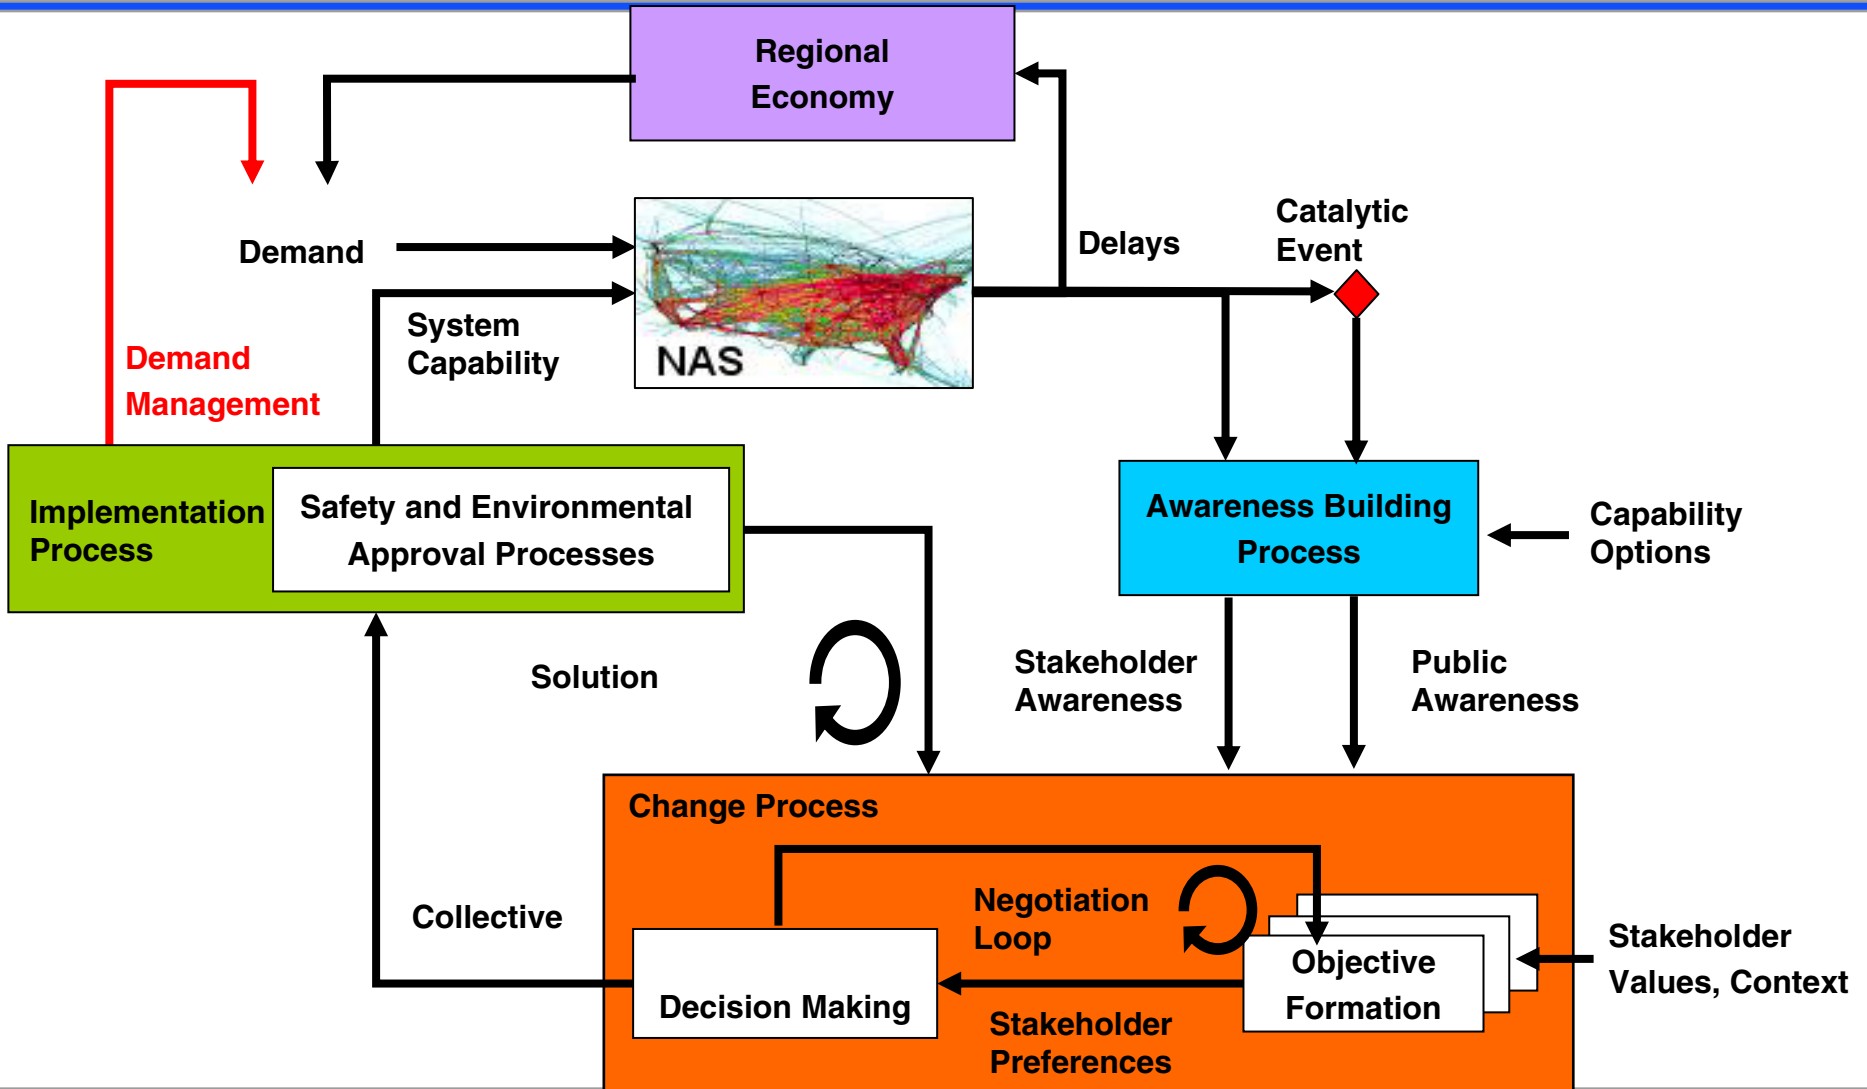 Regional
Economy
Demand
Delays
Catalytic
Event
System
Capability
NAS
Demand
Management
Implementation
Process
Safety and Environmental
Approval Processes
Awareness Building
Process
Capability
Options
Solution
Stakeholder
Awareness
Public
Awareness
Change Process
Collective
Negotiation
Loop
Decision Making
Objective
Formation
Stakeholder
Preferences
Stakeholder
Values, Context